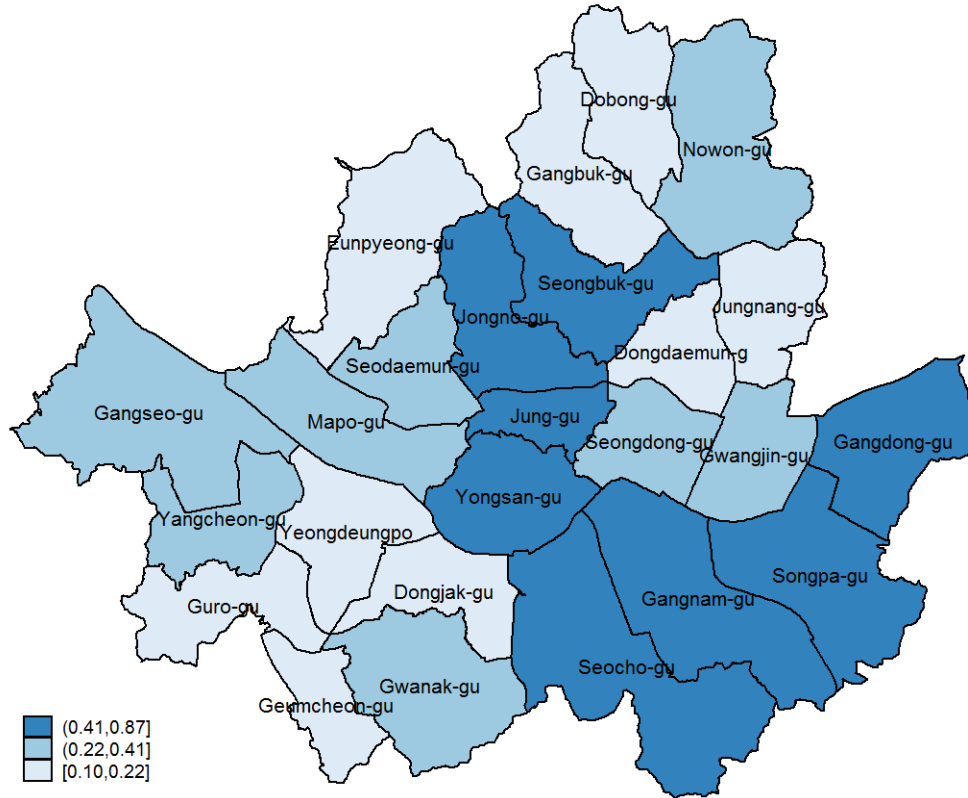 Dobong-gu
Nowon-gu
Gangbuk-gu
Eunpyeong-gu
Seongbuk-gu
Jungnang-gu
Jongno-gu
Dongdaemun-g
Seodaemun-gu
Gangseo-gu
Mapo-gu
Jung-gu
Seongdong-gu
Gwangjin-gu
Gangdong-gu
Yongsan-gu
Yangcheon-gu
Yeongdeungpo
Songpa-gu
Guro-gu
Dongjak-gu
Gangnam-gu
Seocho-gu
Gwanak-gu
Geumcheon-gu
(0.41,0.87]
(0.22,0.41]
[0.10,0.22]